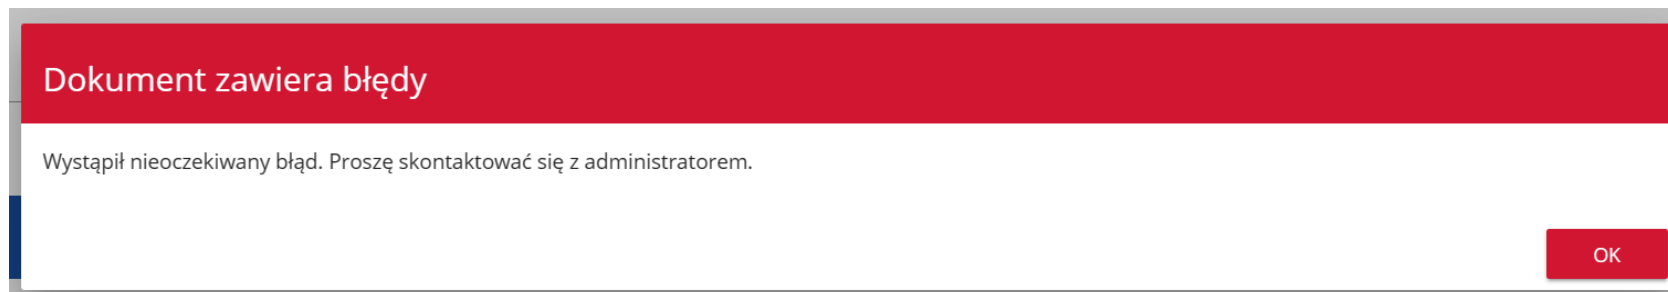 Dokument zawiera błędy
Wystąpił nieoczekiwany błąd. Proszę skontaktować się z administratorem.
OK